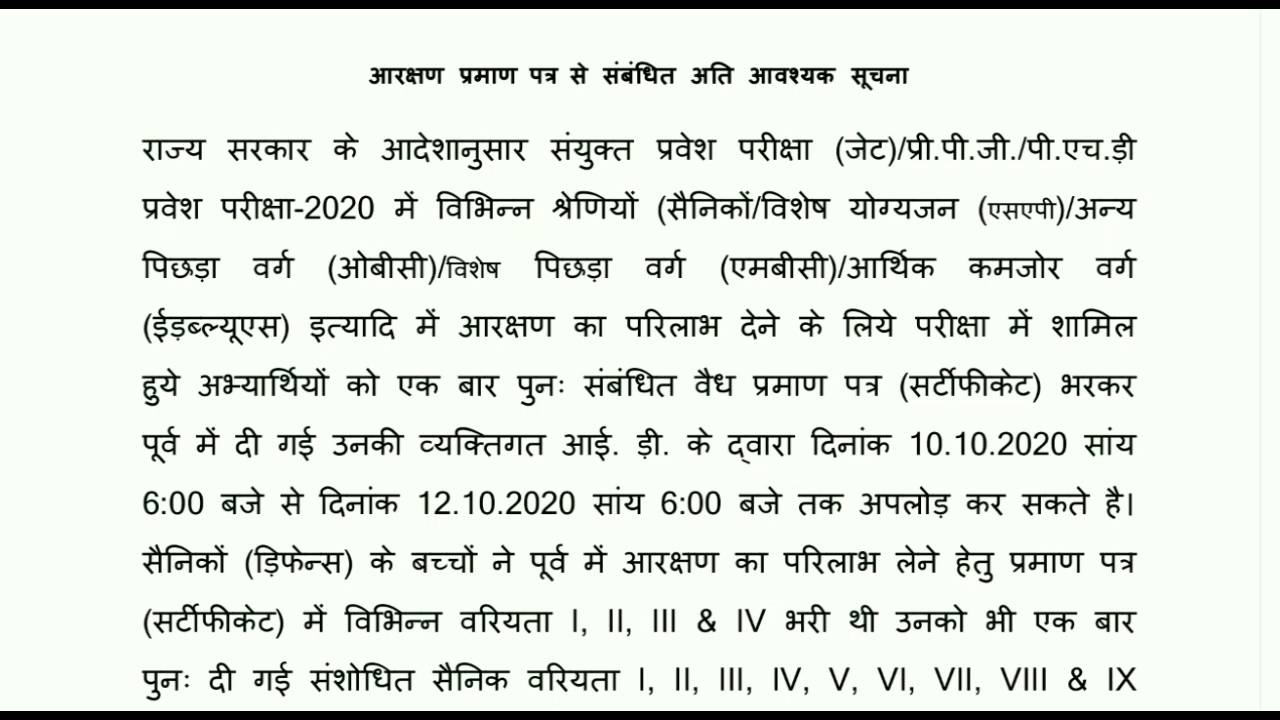 आरक्षण प्रमाण पत्र से संबंधित अति आवश्यक सूचना
राज्य सरकार के आदेशानुसार संयुक्त प्रवेश परीक्षा (जेट)/प्री.पी.जी./पी.एच.ड़ी
प्रवेश परीक्षा-2020 में विभिन्न श्रेणियों (सैनिकों/विशेष योग्यजन (एसएपी)/अन्य
पिछड़ा वर्ग (ओबीसी)/विशेष पिछड़ा वर्ग (एमबीसी)/आर्थिक कमजोर वर्ग
(ईड़ब्ल्यूएस) इत्यादि में आरक्षण का परिलाभ देने के लिये परीक्षा में शामिल
हुये अभ्यार्थियों को एक बार पुनः संबंधित वैध प्रमाण पत्र (सर्टीफीकेट) भरकर
पूर्व में दी गई उनकी व्यक्तिगत आई. ड़ी. के द्वारा दिनांक 10.10.2020 सांय
6:00 बजे से दिनांक 12.10.2020 सांय 6:00 बजे तक अपलोड़ कर सकते है।
सैनिकों (ड़िफेन्स) के बच्चों ने पूर्व में आरक्षण का परिलाभ लेने हेतु प्रमाण पत्र
(सर्टीफीकेट) में विभिन्न वरियता I, II, III & IV भरी थी उनको भी एक बार
पुनः दी गई संशोधित सैनिक वरियता I, II, III, IV, V, VI, VII, VIII & IX